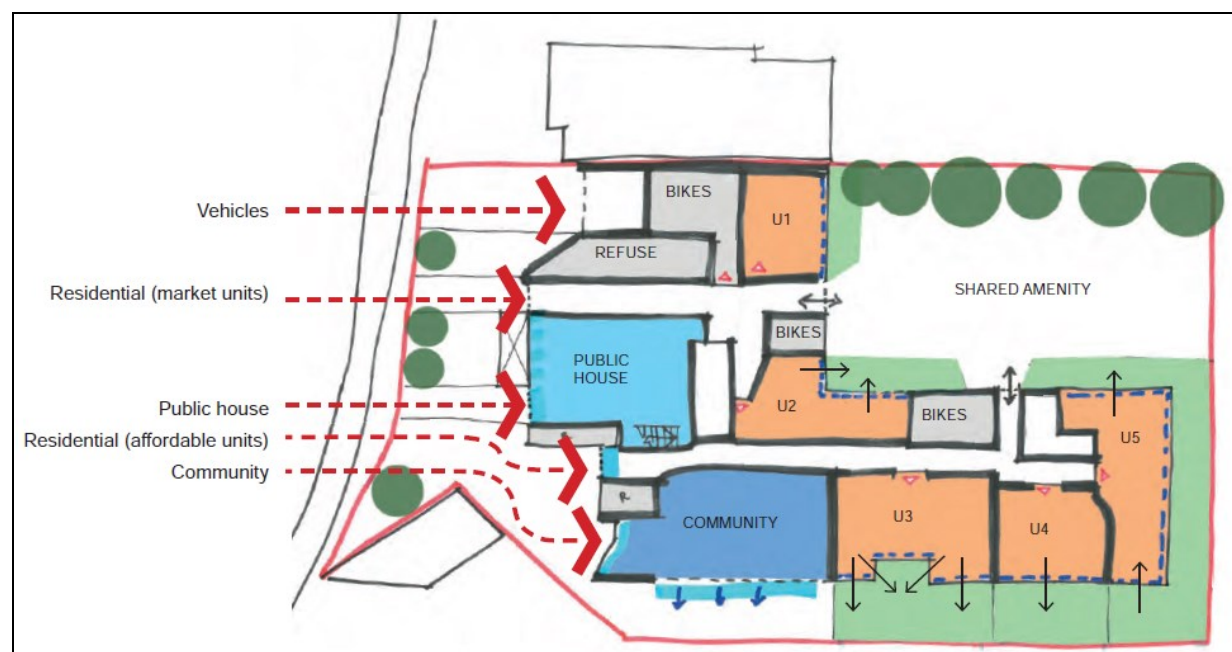 Vehicles
Residential (market units)
Public house
Residential (affordable units)
Community
BIKES
U1
REFUSE
SHARED AMENITY
BIKES
PUBLIC
HOUSE
U2
BIKES
U5
R
COMMUNITY
U3
U4